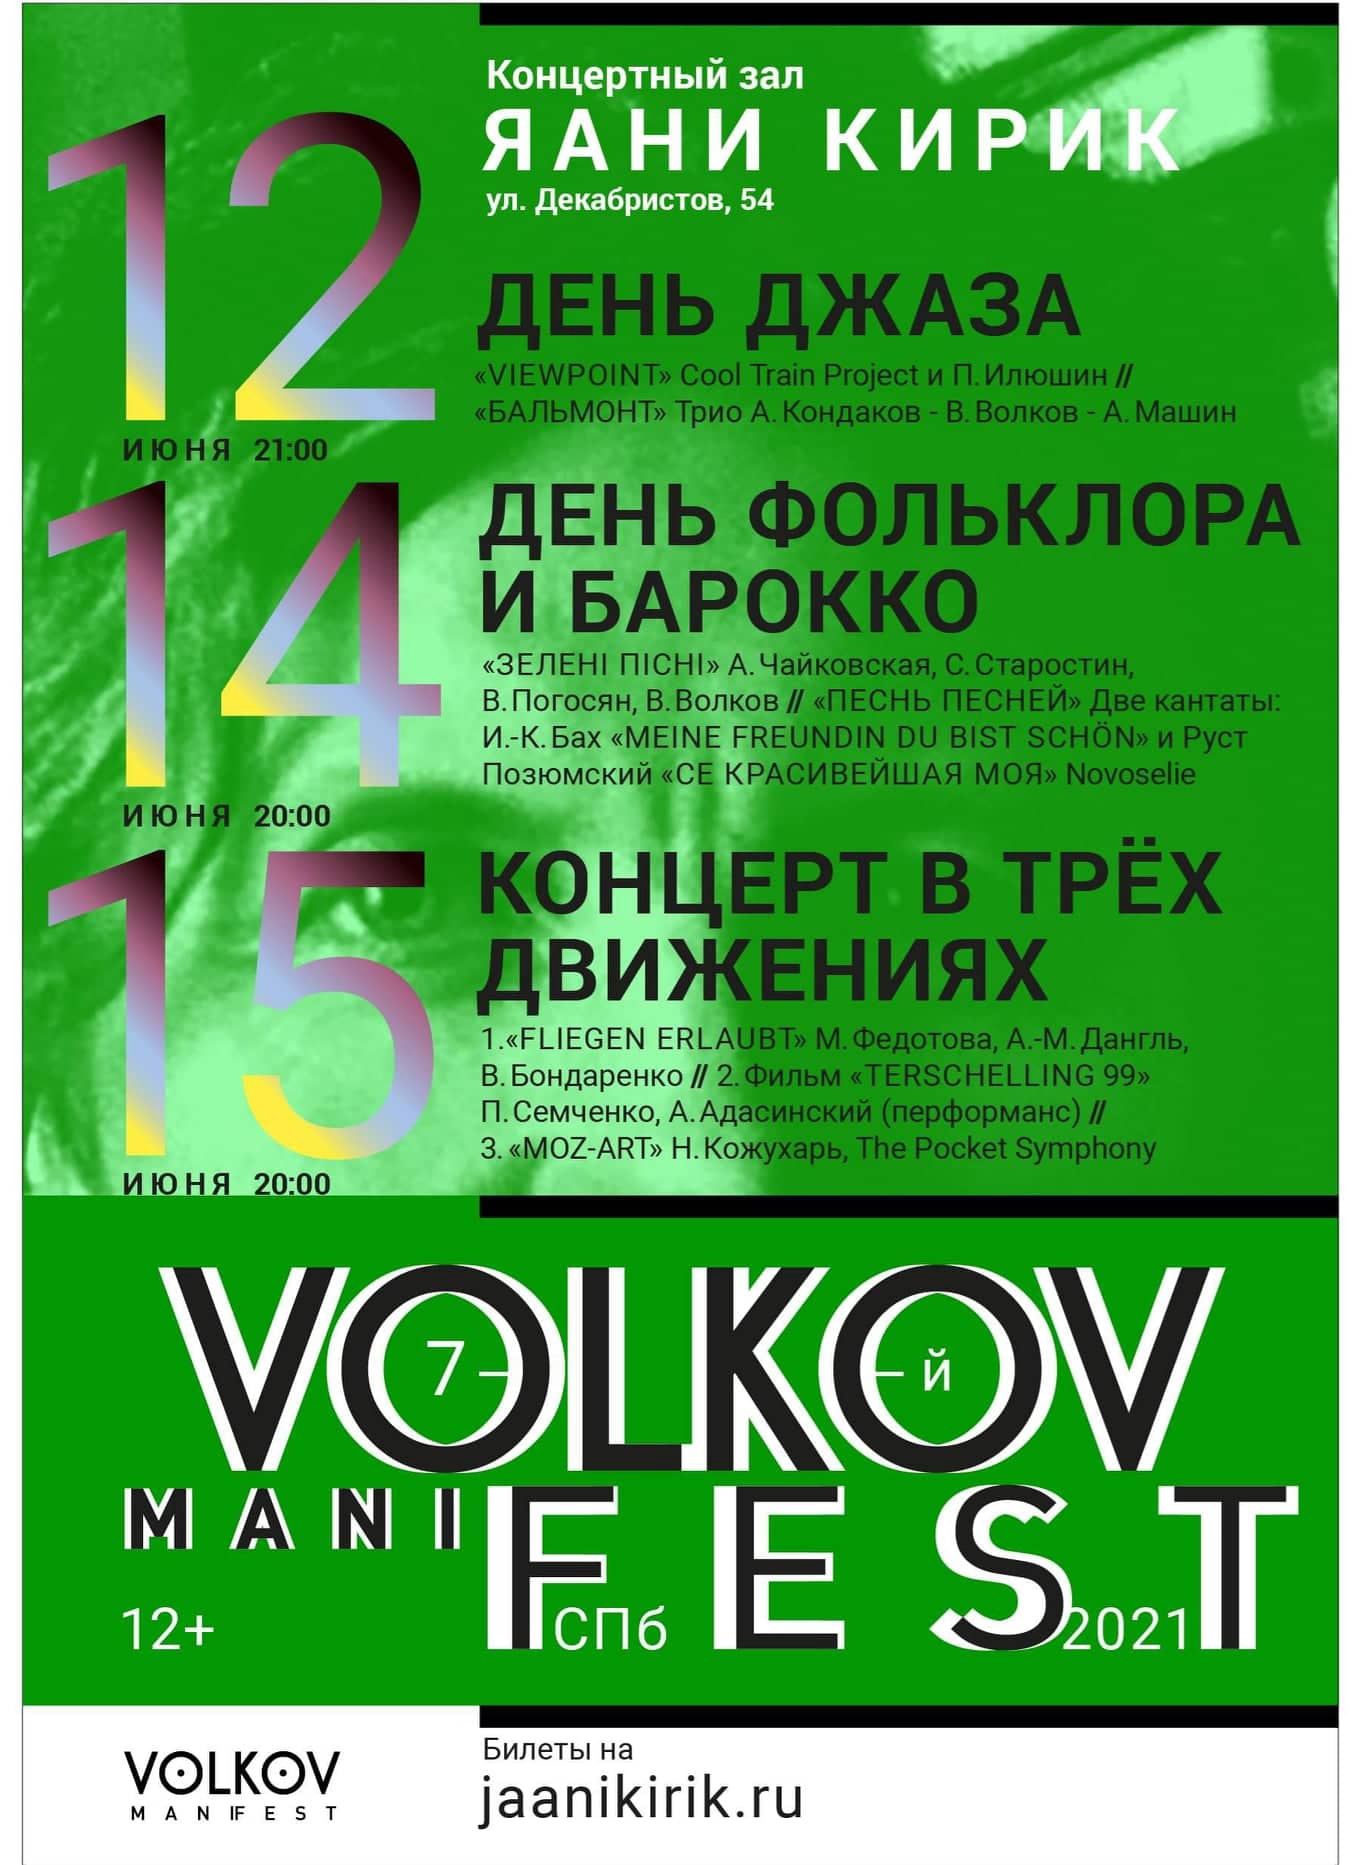 Концертный зал
ЯАНИ КИРИК
ул. Декабристов, 54
12
ИЮНЯ 21:00
ДЕНЬ ДЖАЗА
«VIEWPOINT» Cool Train Project и П. Илюшин //
«БАЛЬМОНТ» Трио А. Кондаков - В. Волков - А. Машин
14
ИЮНЯ 20:00
ДЕНЬ ФОЛЬКЛОРА
И БАРОККО
«ЗЕЛЕНІ ПІСНІ» А. Чайковская, С. Старостин,
В. Погосян, В. Волков // «ПЕСНЬ ПЕСНЕЙ» Две кантаты:
И.-К. Бах «MEINE FREUNDIN DU BIST SCHÖN» и Руст
Позюмский «СЕ КРАСИВЕЙШАЯ МОЯ» Novoselie
15
ИЮНЯ 20:00
КОНЦЕРТ В ТРЁХ
ДВИЖЕНИЯХ
1. «FLIEGEN ERLAUBT» М. Федотова, А.-М. Дангль,
В. Бондаренко // 2. Фильм «TERSCHELLING 99»
П. Семченко, А. Адасинский (перформанс) //
3. «MOZ-ART» Н. Кожухарь, The Pocket Symphony
VOLKOV
7 – – й
MANIFEST
12+ СПб 2021
VOLKOV
MANIFEST
Билеты на
jaanikirik.ru